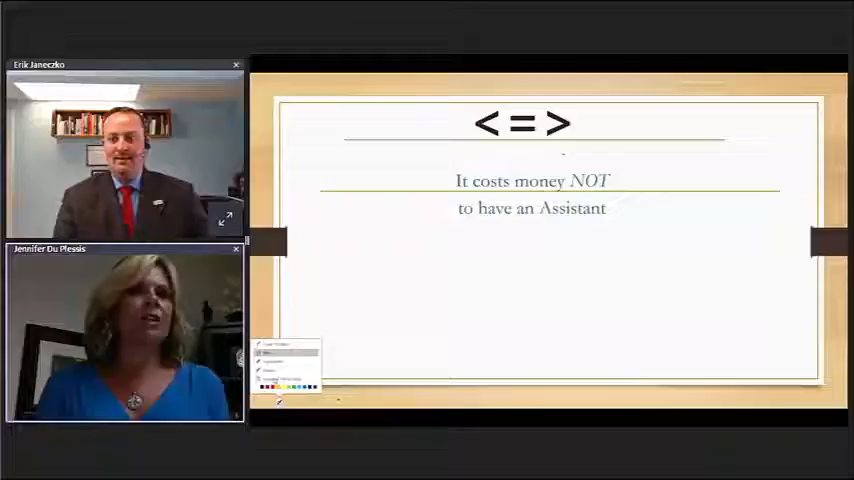 Erik Janeczko
Jennifer Du Plessis
< = >
It costs money NOT
to have an Assistant